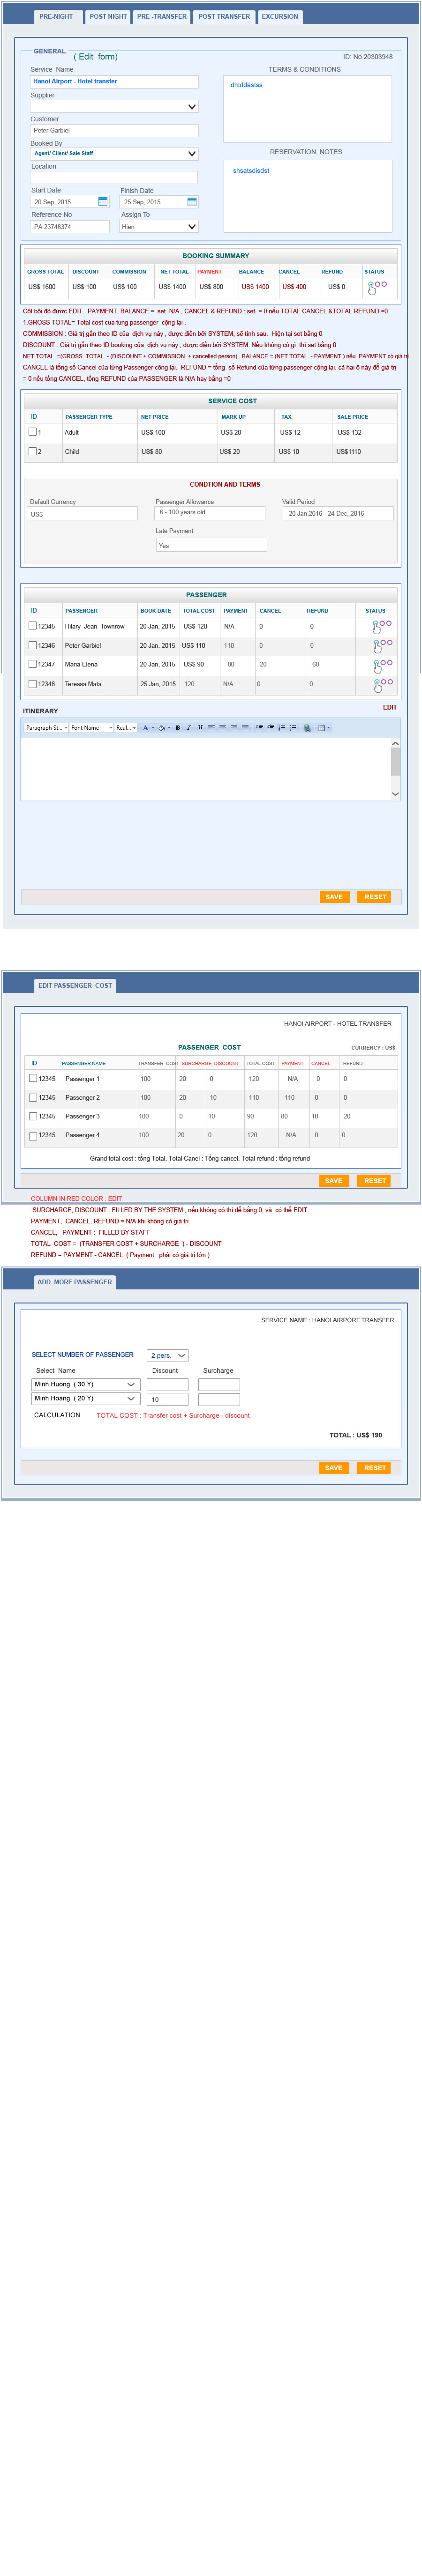 PRE-NIGHT POST NIGHT PRE -TRANSFER POST TRANSFER EXCURSION
GENERAL
( Edit form)
ID: No 20303948
Service Name
Hanoi Airport - Hotel transfer
Supplier
Customer
Peter Garbiel
Booked By
Agent/ Client/ Sale Staff
Location
Start Date Finish Date
20 Sep, 2015 25 Sep, 2015
Reference No Assign To
PA 23748374 Hien
TERMS & CONDITIONS
dhtddastss
RESERVATION NOTES
shsatsdisdst
BOOKING SUMMARY
GROSS TOTAL DISCOUNT COMMISSION NET TOTAL PAYMENT BALANCE CANCEL REFUND STATUS
US$ 1600 US$ 100 US$ 100 US$ 1400 US$ 800 US$ 1400 US$ 400 US$ 0
Cột bôi đỏ được EDIT. PAYMENT, BALANCE = set N/A , CANCEL & REFUND : set = 0 nếu TOTAL CANCEL &TOTAL REFUND =0
1.GROSS TOTAL= Total cost cua tung passenger cộng lại .
COMMISSION : Giá trị gắn theo ID của dịch vụ này , được điền bởi SYSTEM, sẽ tính sau. Hiện tại set bằng 0
DISCOUNT : Giá trị gắn theo ID booking của dịch vụ này , được điền bởi SYSTEM. Nếu không có gì thì set bằng 0
NET TOTAL =(GROSS TOTAL - (DISCOUNT + COMMISSION + cancelled person), BALANCE = (NET TOTAL - PAYMENT ) nếu PAYMENT có giá trị
CANCEL là tổng số Cancel của từng Passenger cộng lại. REFUND = tổng số Refund của từng passenger cộng lại. cả hai ô này để giá trị
= 0 nếu tổng CANCEL, tổng REFUND của PASSENGER là N/A hay bằng =0
SERVICE COST
ID PASSENGER TYPE NET PRICE MARK UP TAX SALE PRICE
1 Adult US$ 100 US$ 20 US$ 12 US$ 132
2 Child US$ 80 US$ 20 US$ 10 US$1110
CONDTION AND TERMS
Default Currency Passenger Allowance Valid Period
US$ 6 - 100 years old 20 Jan,2016 - 24 Dec, 2016
Late Payment
Yes
PASSENGER
ID PASSENGER BOOK DATE TOTAL COST PAYMENT CANCEL REFUND STATUS
12345 Hilary Jean Townrow 20 Jan, 2015 US$ 120 N/A 0 0
12346 Peter Garbiel 20 Jan. 2015 US$ 110 110 0 0
12347 Maria Elena 20 Jan, 2015 US$ 90 80 20 60
12348 Teressa Mata 25 Jan, 2015 120 N/A 0 0
ITINERARY EDIT
Paragraph St... Font Name Real... A B I U
SAVE RESET
EDIT PASSENGER COST
HANOI AIRPORT - HOTEL TRANSFER
PASSENGER COST CURRENCY : US$
ID PASSENGER NAME TRANSFER COST SURCHARGE DISCOUNT TOTAL COST PAYMENT CANCEL REFUND
12345 Passenger 1 100 20 0 120 N/A 0 0
12345 Passenger 2 100 20 10 110 110 0 0
12345 Passenger 3 100 0 10 90 80 10 20
12345 Passenger 4 100 20 0 120 N/A 0 0
Grand total cost : tổng Total, Total Canel : Tổng cancel, Total refund : tổng refund
SAVE RESET
COLUMN IN RED COLOR : EDIT
SURCHARGE, DISCOUNT : FILLED BY THE SYSTEM , nếu không có thì để bằng 0, và có thể EDIT
PAYMENT, CANCEL, REFUND = N/A khi không có giá trị
CANCEL, PAYMENT : FILLED BY STAFF
TOTAL COST = (TRANSFER COST + SURCHARGE ) - DISCOUNT
REFUND = PAYMENT - CANCEL ( Payment phải có giá trị lớn )
ADD MORE PASSENGER
SERVICE NAME : HANOI AIRPORT TRANSFER
SELECT NUMBER OF PASSENGER 2 pers.
Select Name Discount Surcharge
Minh Huong ( 30 Y)
Minh Hoang ( 20 Y) 10
CALCULATION TOTAL COST : Transfer cost + Surcharge - discount
TOTAL : US$ 190
SAVE RESET